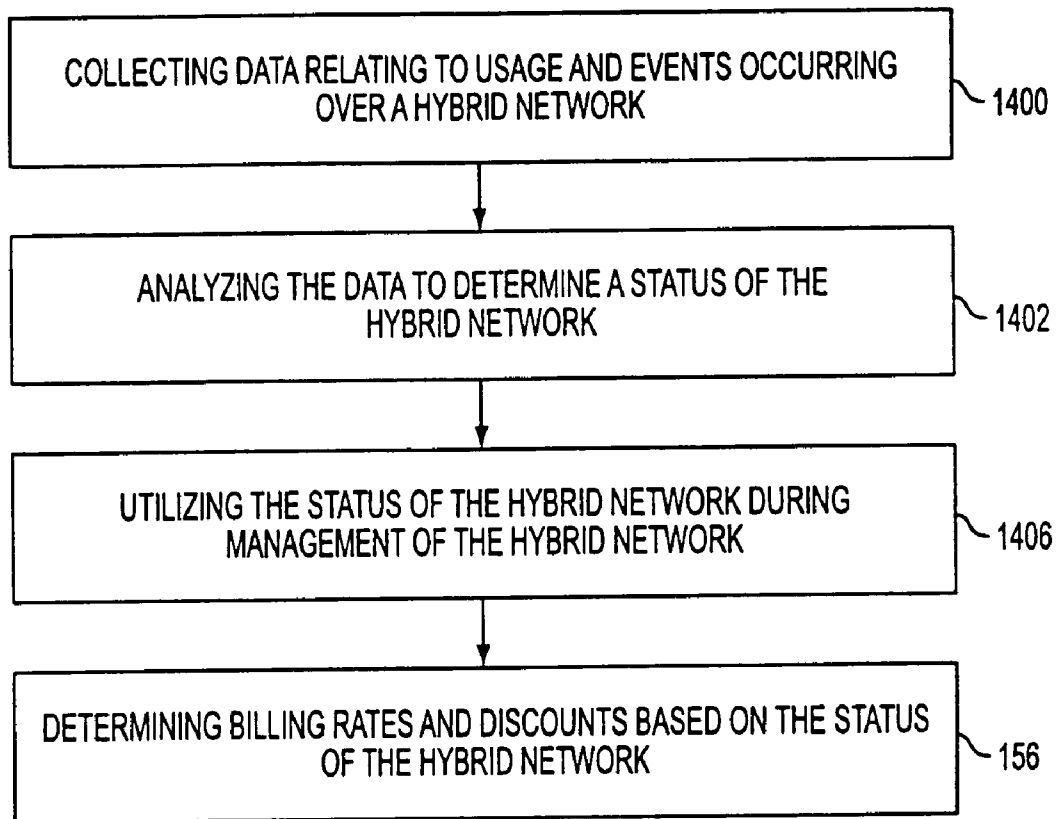 COLLECTING DATA RELATING TO USAGE AND EVENTS OCCURRING
OVER A HYBRID NETWORK
1400
ANALYZING THE DATA TO DETERMINE A STATUS OF THE
HYBRID NETWORK
1402
UTILIZING THE STATUS OF THE HYBRID NETWORK DURING
MANAGEMENT OF THE HYBRID NETWORK
1406
DETERMINING BILLING RATES AND DISCOUNTS BASED ON THE STATUS
OF THE HYBRID NETWORK
156